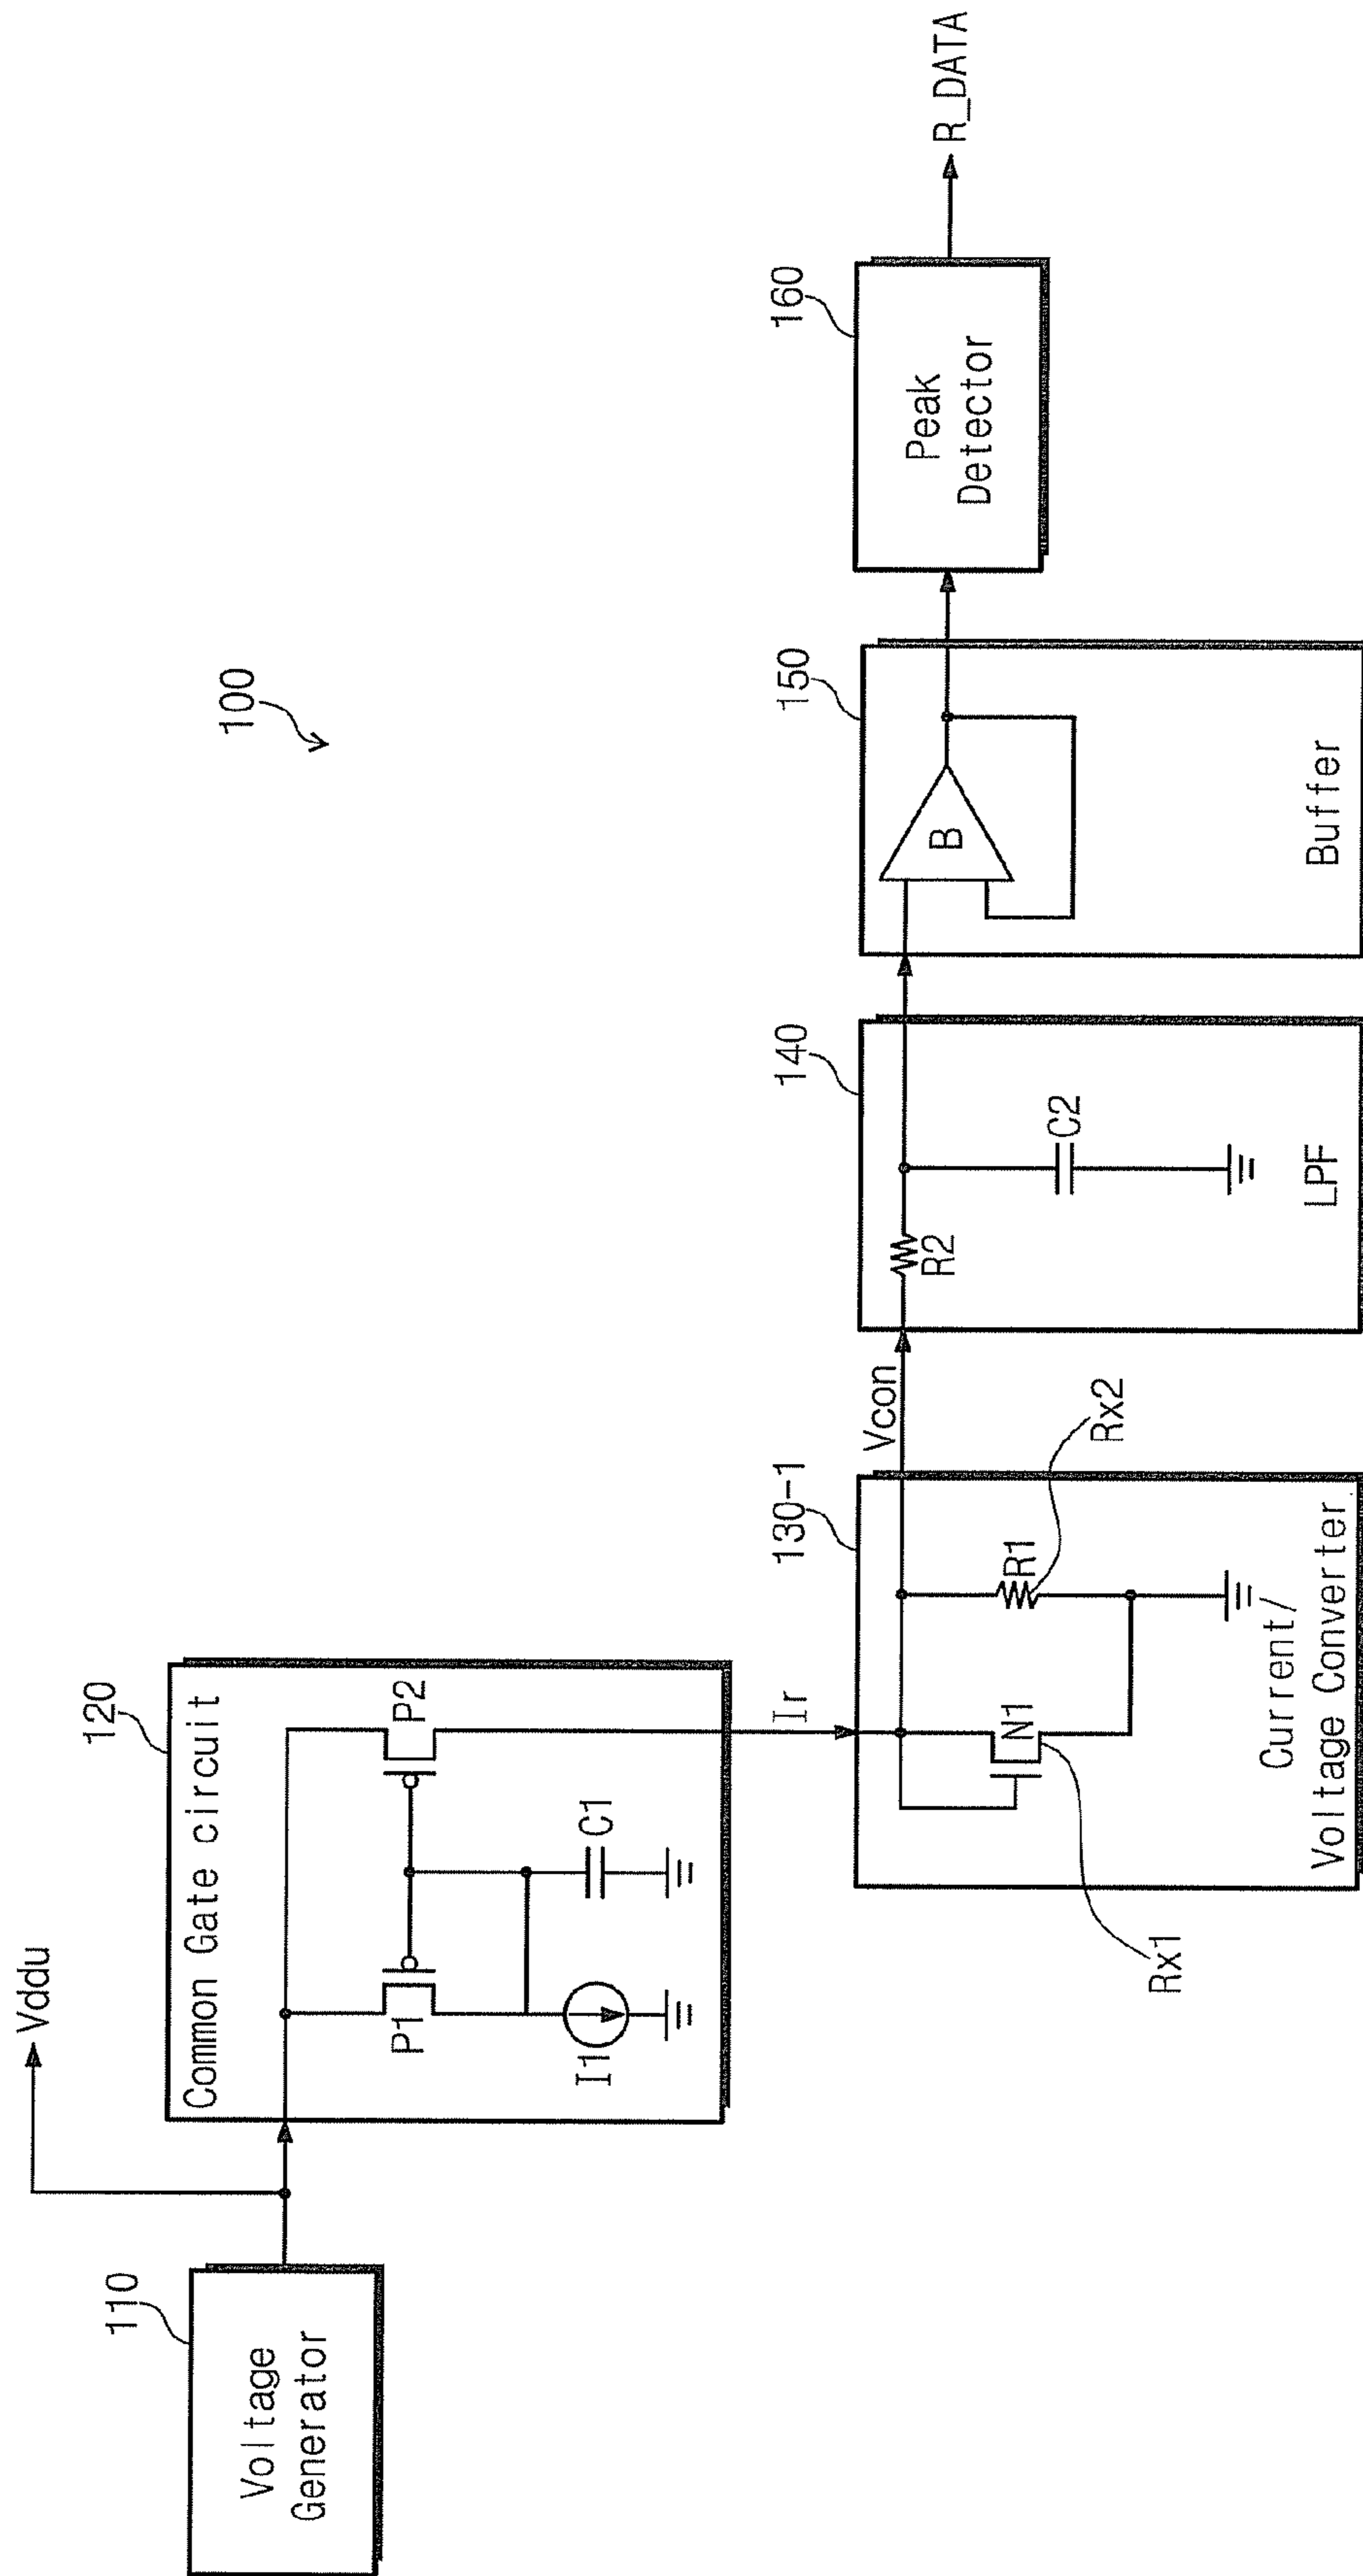 100
110
Voltage
Generator
Vddu
120
Common Gate circuit
P1
P2
I1
C1
Ir
130-1
N1
R1
Rx1
Rx2
Current/
Voltage Converter
Vcon
140
R2
C2
LPF
150
B
Buffer
160
Peak
Detector
R_DATA